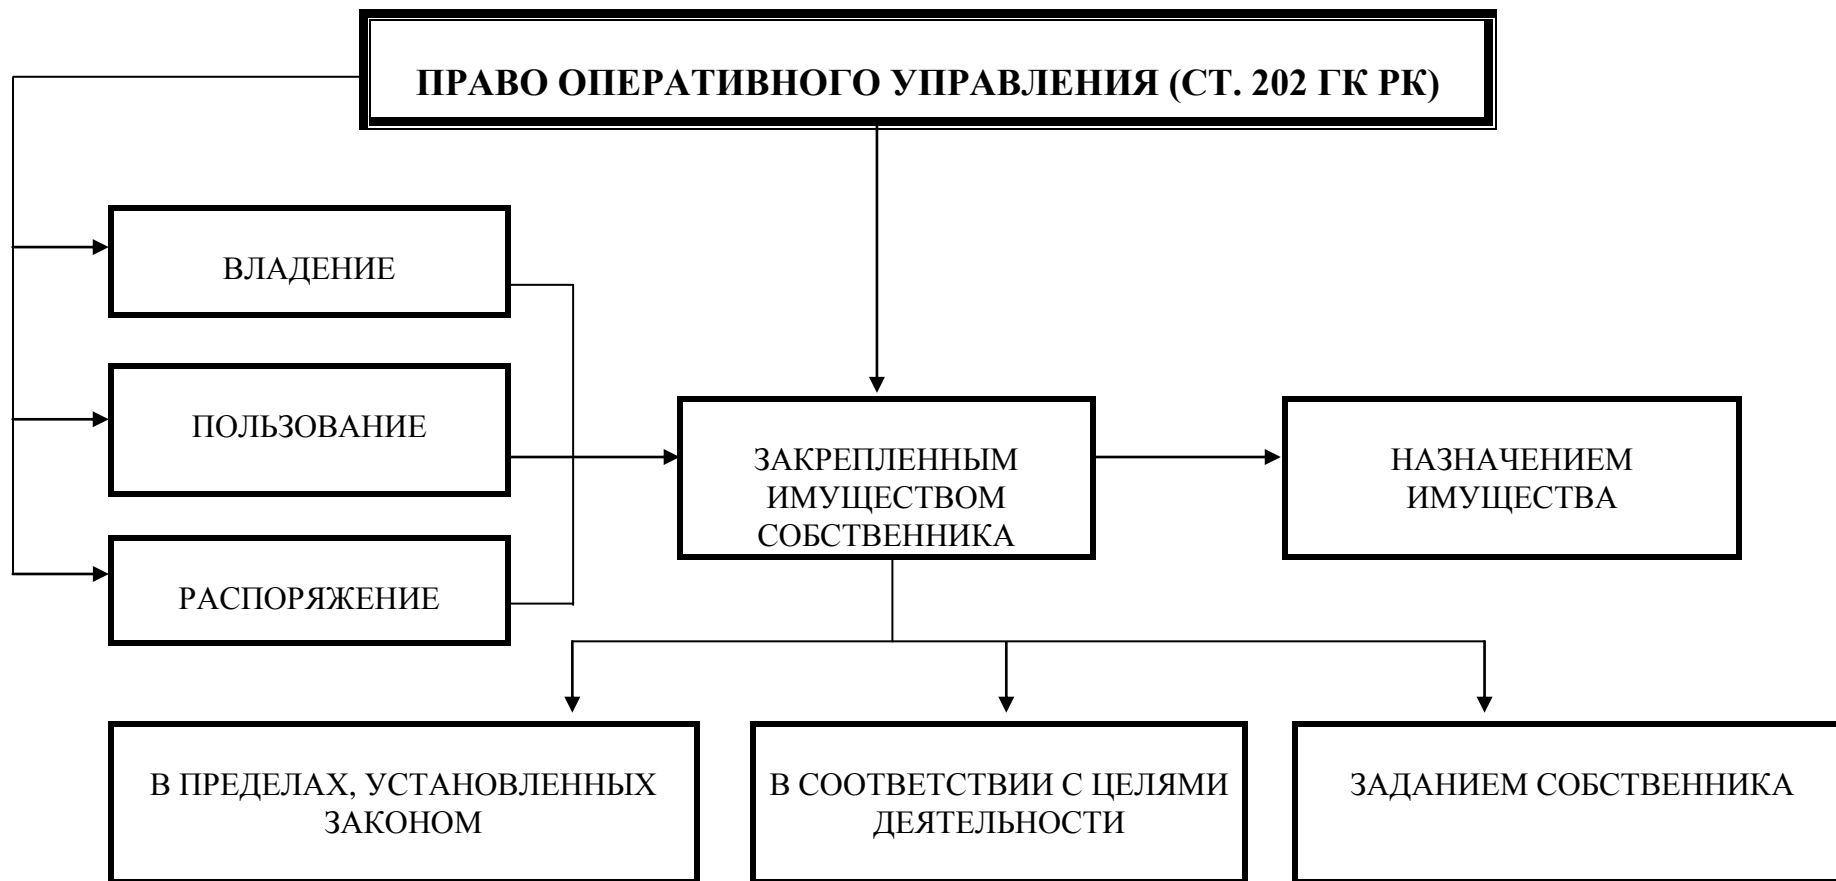 ПРАВО ОПЕРАТИВНОГО УПРАВЛЕНИЯ (СТ. 202 ГК РК)
ВЛАДЕНИЕ
ПОЛЬЗОВАНИЕ
РАСПОРЯЖЕНИЕ
ЗАКРЕПЛЕННЫМ
ИМУЩЕСТВОМ
СОБСТВЕННИКА
НАЗНАЧЕНИЕМ
ИМУЩЕСТВА
В ПРЕДЕЛАХ, УСТАНОВЛЕННЫХ
ЗАКОНОМ
В СООТВЕТСТВИИ С ЦЕЛЯМИ
ДЕЯТЕЛЬНОСТИ
ЗАДАНИЕМ СОБСТВЕННИКА